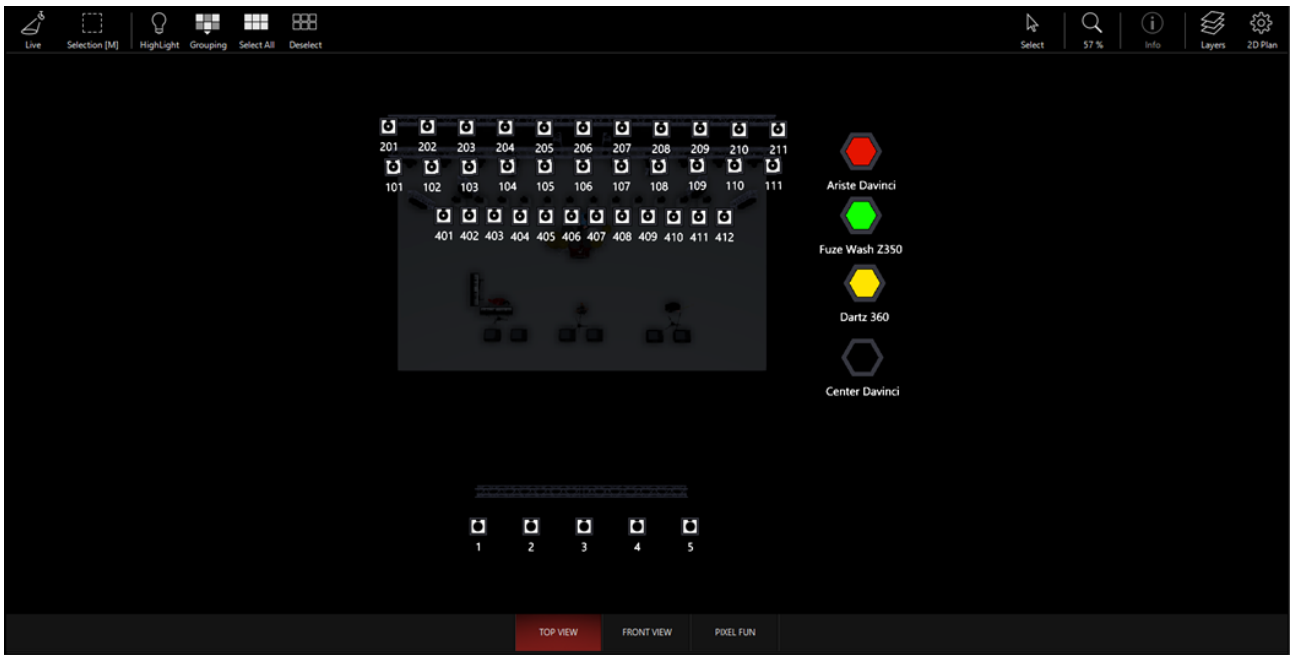 Live Selection [M] HighLight Grouping Select All Deselect Select 57 % Info Layers 2D Plan
201 202 203 204 205 206 207 208 209 210 211
101 102 103 104 105 106 107 108 109 110 111
Ariste Davinci
401 402 403 404 405 406 407 408 409 410 411 412
Fuze Wash Z350
Dartz 360
Center Davinci
1 2 3 4 5
TOP VIEW FRONT VIEW PIXEL FUN